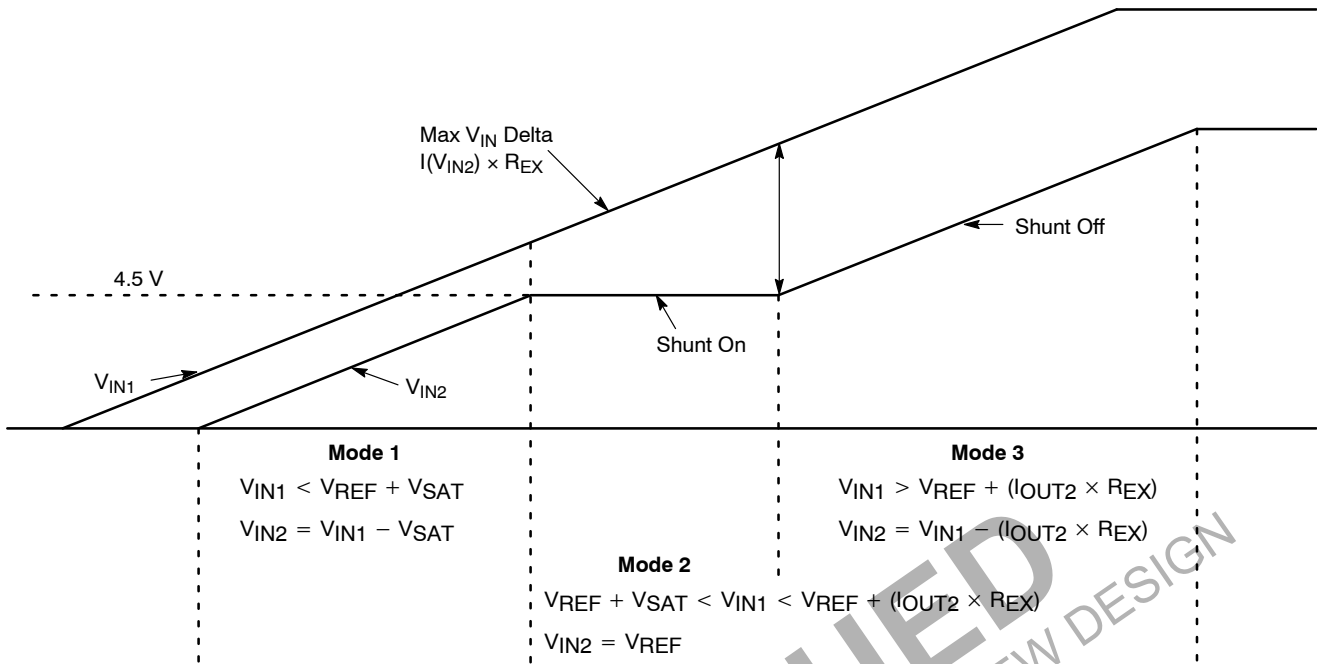 Max VIN Delta
I(VIN2) × REX
Shunt Off
4.5 V
Shunt On
VIN1
VIN2
Mode 1
VIN1 < VREF + VSAT
VIN2 = VIN1 − VSAT
Mode 3
VIN1 > VREF + (IOUT2 × REX)
VIN2 = VIN1 − (IOUT2 × REX)
Mode 2
VREF + VSAT < VIN1 < VREF + (IOUT2 × REX)
VIN2 = VREF
DESIGN